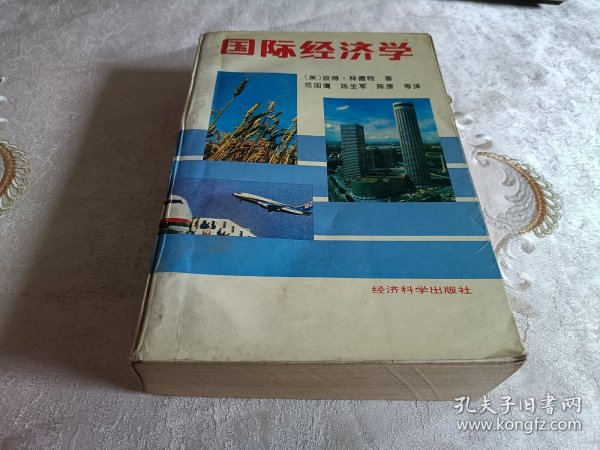 国际经济学
〔美〕彼得·林德特 著
范国鹰 陈生军 陈捷 等译
经济科学出版社
孔夫子旧书网
kongfz.com